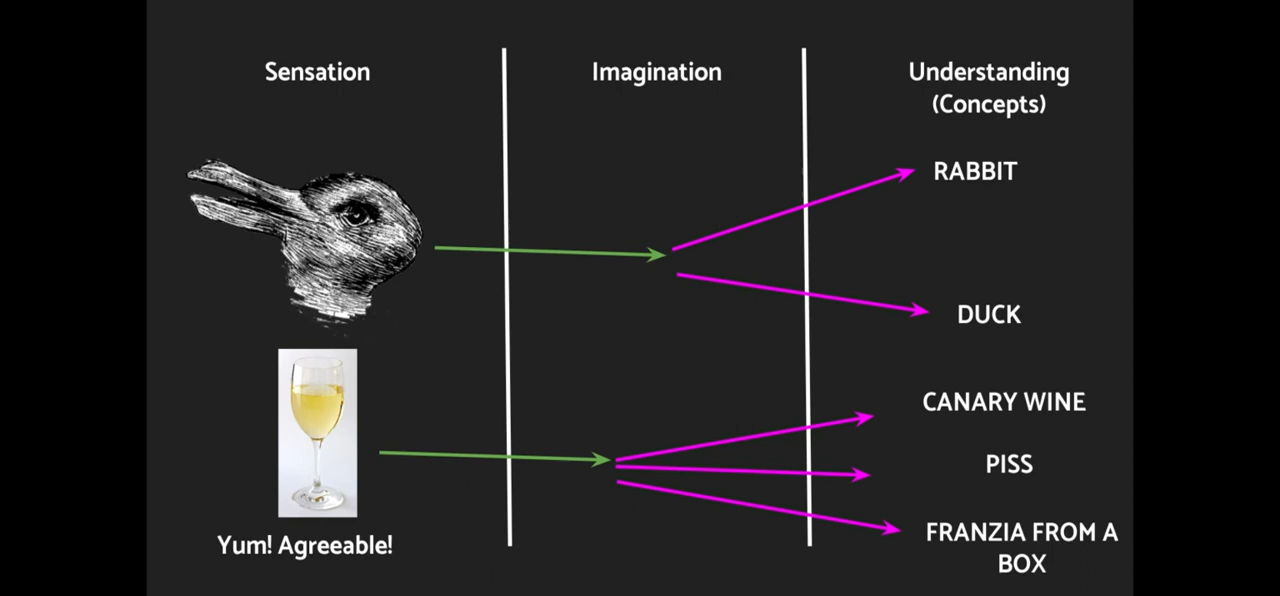 Sensation
Imagination
Understanding
(Concepts)
RABBIT
DUCK
CANARY WINE
PISS
FRANZIA FROM A
BOX
Yum! Agreeable!